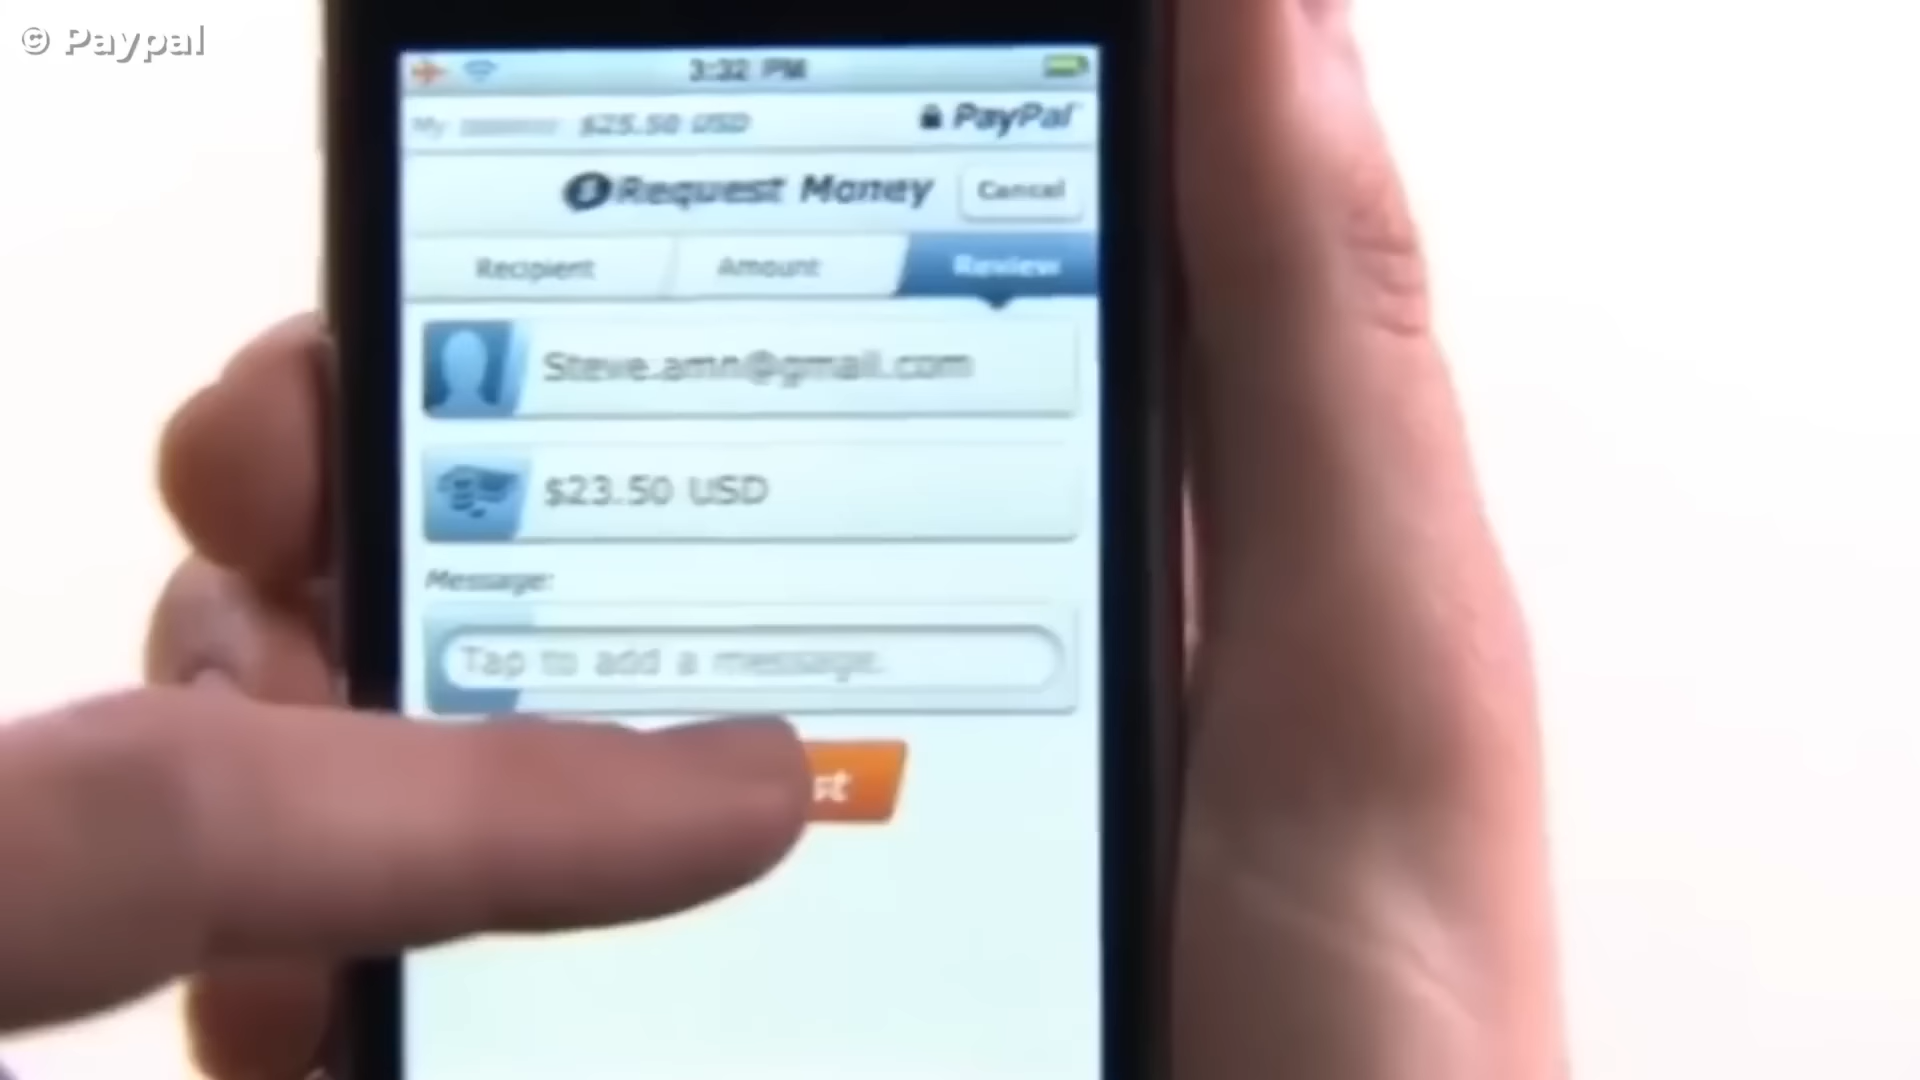 © Paypal
3:32 PM
My $25.50 USD
PayPal
Request Money
Cancel
Recipient
Amount
Review
Steve.amn@gmail.com
$23.50 USD
Message:
Tap to add a message.
st